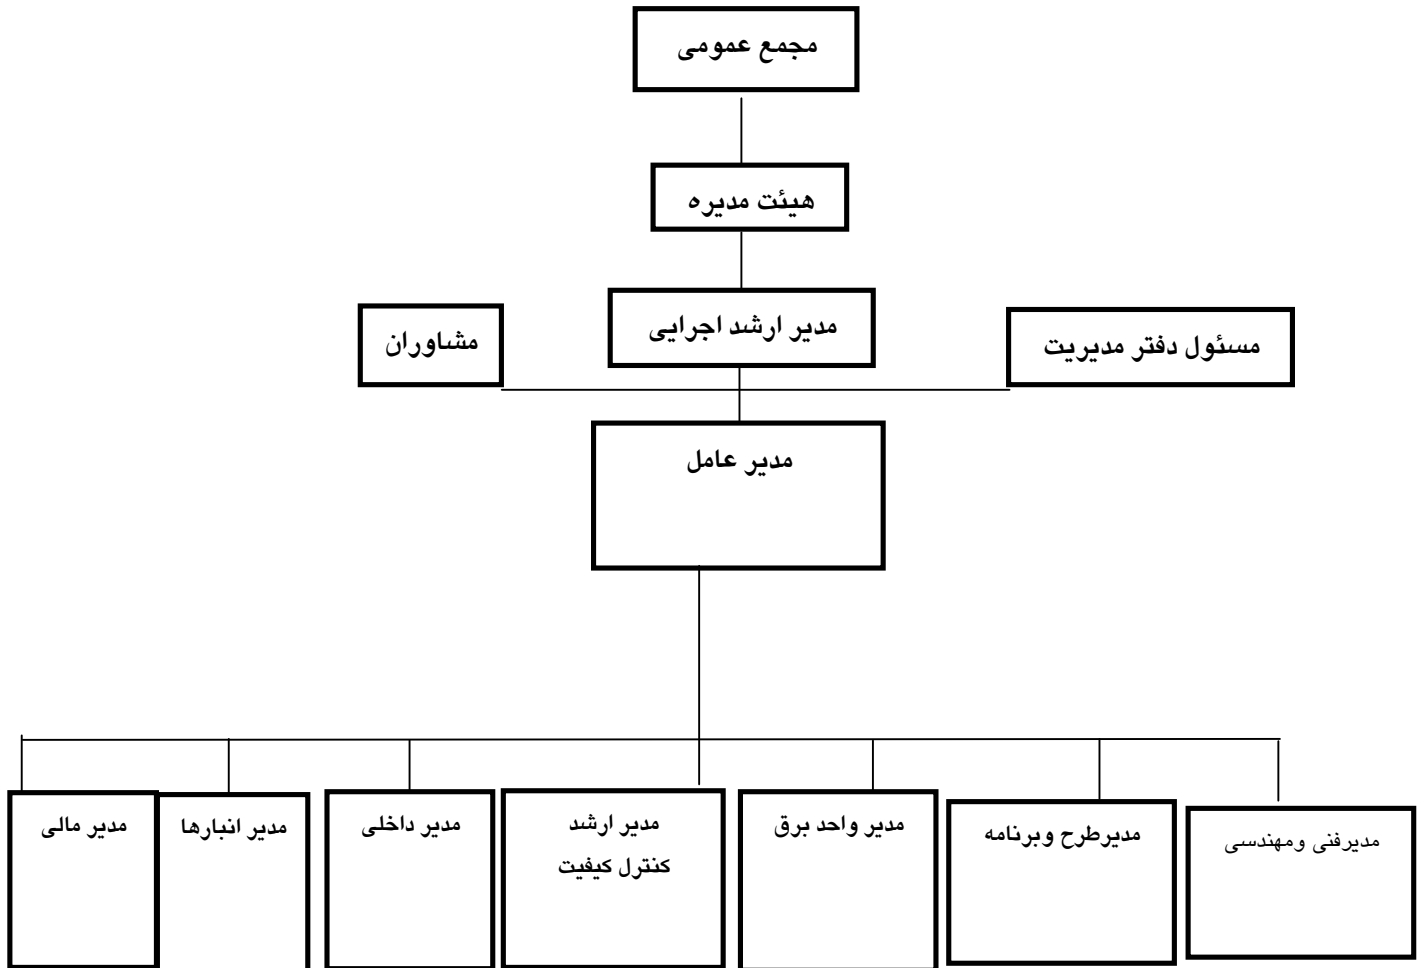 مجمع عمومی
هیئت مدیره
مدیر ارشد اجرایی
مسئول دفتر مدیریت
مشاوران
مدیر عامل
مدیرفنی ومهندسی
مدیرطرح وبرنامه
مدیر واحد برق
مدیر ارشد
کنترل کیفیت
مدیر داخلی
مدیر انبارها
مدیر مالی